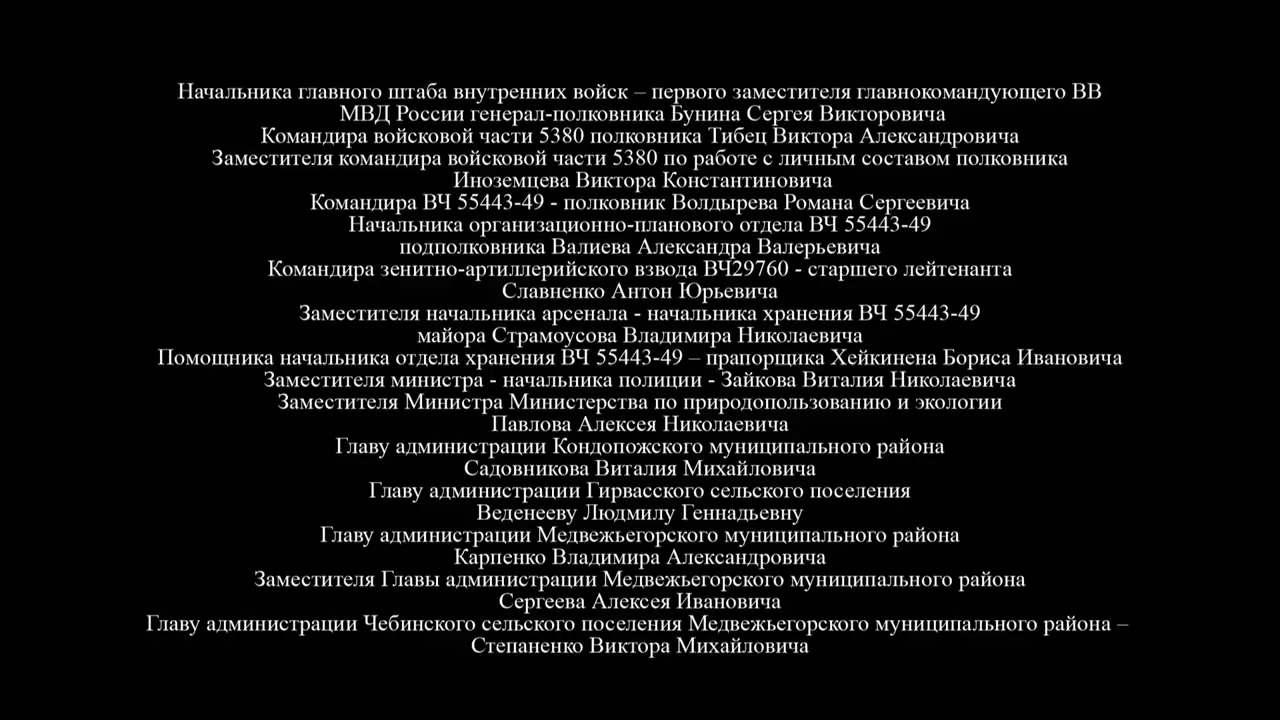 Начальника главного штаба внутренних войск – первого заместителя главнокомандующего ВВ
МВД России генерал-полковника Бунина Сергея Викторовича
Командира войсковой части 5380 полковника Тибец Виктора Александровича
Заместителя командира войсковой части 5380 по работе с личным составом полковника
Иноземцева Виктора Константиновича
Командира ВЧ 55443-49 - полковник Волдырева Романа Сергеевича
Начальника организационно-планового отдела ВЧ 55443-49
подполковника Валиева Александра Валерьевича
Командира зенитно-артиллерийского взвода ВЧ29760 - старшего лейтенанта
Славненко Антон Юрьевича
Заместителя начальника арсенала - начальника хранения ВЧ 55443-49
майора Страмоусова Владимира Николаевича
Помощника начальника отдела хранения ВЧ 55443-49 – прапорщика Хейкинена Бориса Ивановича
Заместителя министра - начальника полиции - Зайкова Виталия Николаевича
Заместителя Министра Министерства по природопользованию и экологии
Павлова Алексея Николаевича
Главу администрации Кондопожского муниципального района
Садовникова Виталия Михайловича
Главу администрации Гирвасского сельского поселения
Веденееву Людмилу Геннадьевну
Главу администрации Медвежьегорского муниципального района
Карпенко Владимира Александровича
Заместителя Главы администрации Медвежьегорского муниципального района
Сергеева Алексея Ивановича
Главу администрации Чебинского сельского поселения Медвежьегорского муниципального района –
Степаненко Виктора Михайловича